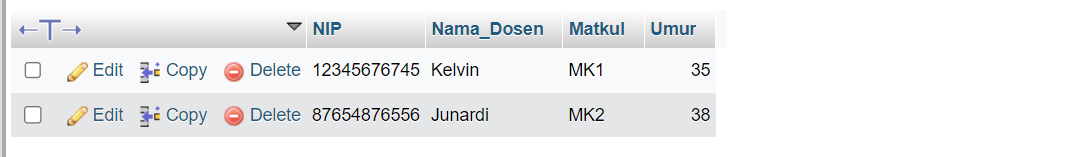 NIP Nama_Dosen Matkul Umur
Edit Copy Delete 12345676745 Kelvin MK1 35
Edit Copy Delete 87654876556 Junardi MK2 38